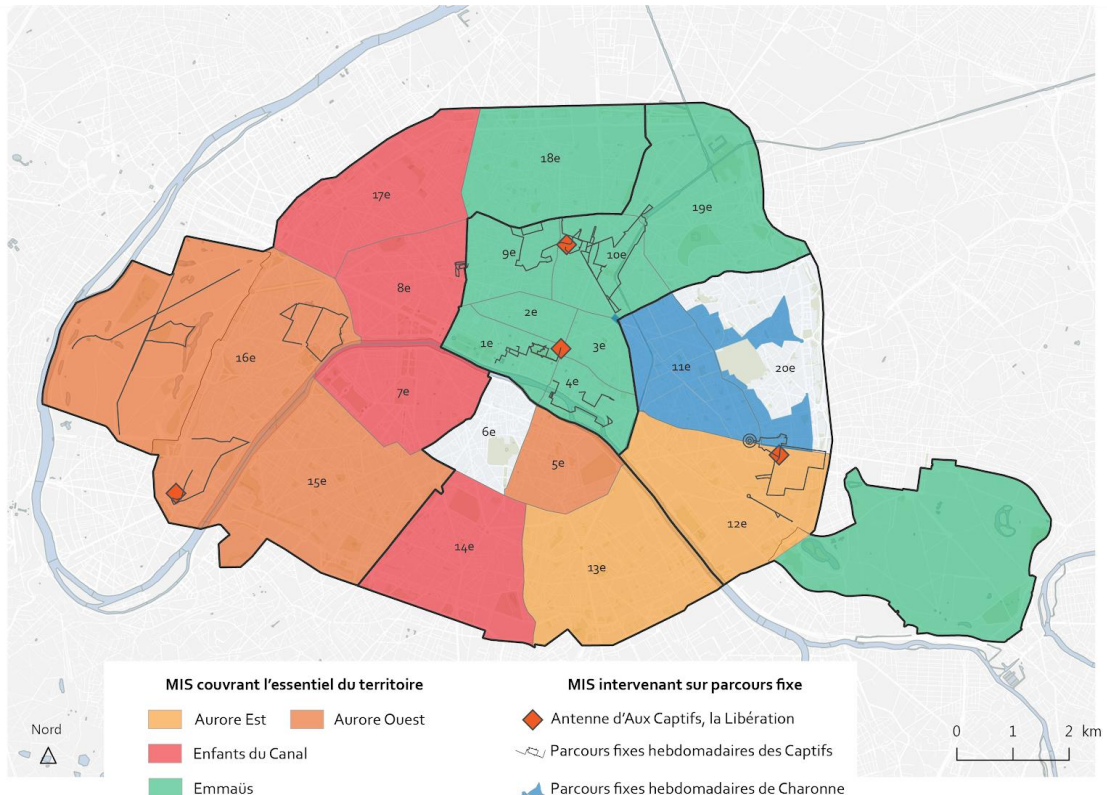 18e
17e
19e
9e
10e
8e
2e
16e
1e
3e
11e
20e
4e
7e
6e
5e
15e
12e
14e
13e
MIS couvrant l'essentiel du territoire
Aurore Est
Aurore Ouest
Enfants du Canal
Emmaüs
MIS intervenant sur parcours fixe
Antenne d'Aux Captifs, la Libération
Parcours fixes hebdomadaires des Captifs
Parcours fixes hebdomadaires de Charonne
Nord
0 1 2 km